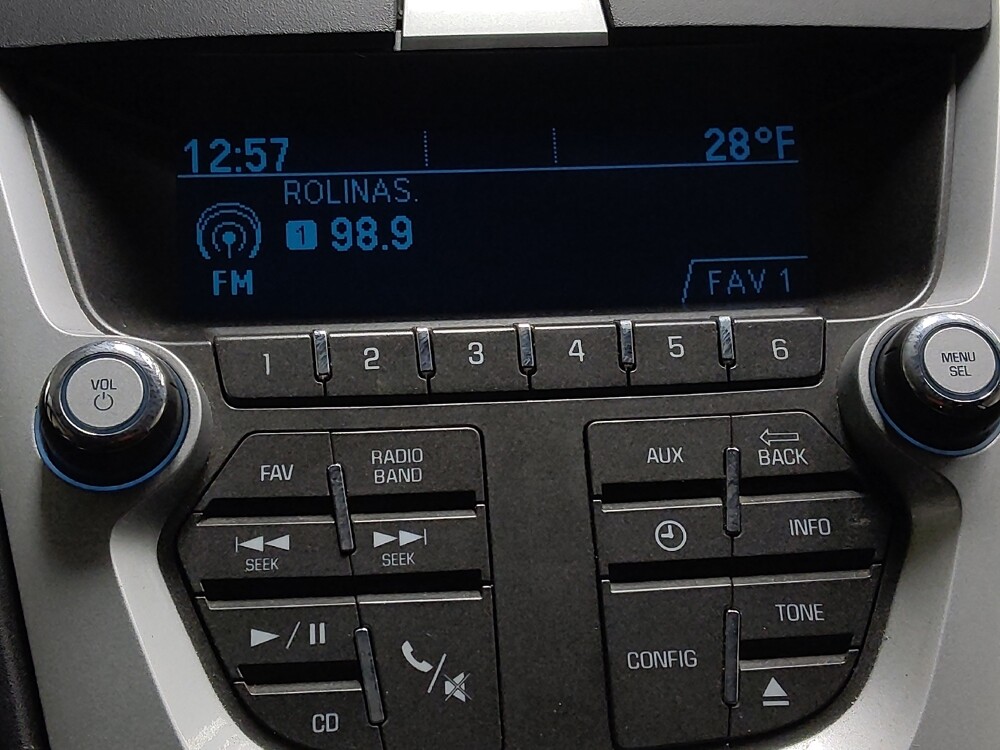 12:57 28°F
ROLINAS.
1 98.9
FM
FAV 1
1 2 3 4 5 6
VOL
MENU
SEL
FAV
RADIO
BAND
AUX
BACK
SEEK
SEEK
INFO
TONE
CONFIG
CD